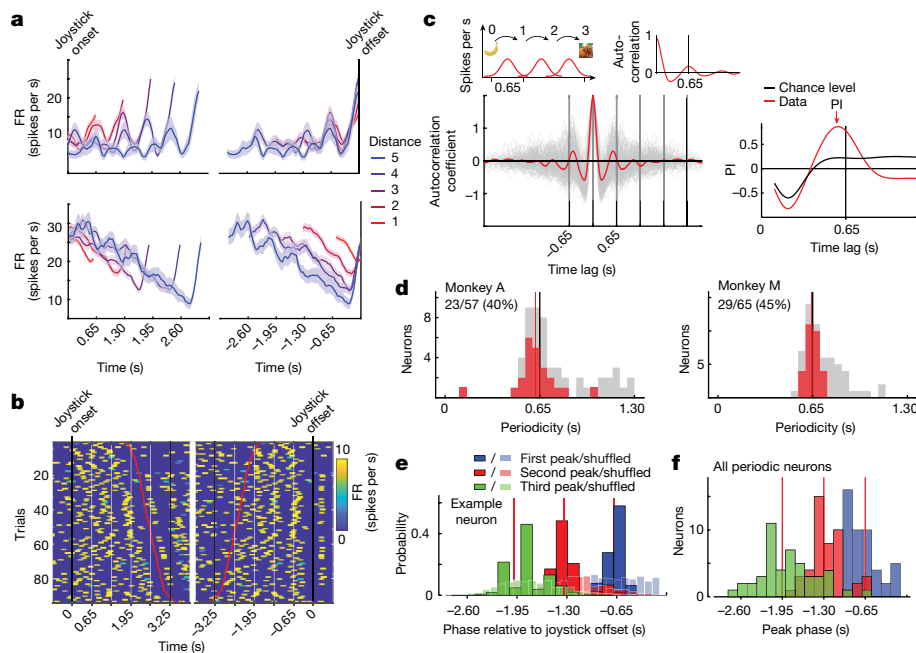 a
Joystick onset
Joystick offset
FR (spikes per s)
20
10
Distance
5
4
3
2
1
FR (spikes per s)
30
20
10
0.65
1.30
1.95
2.60
Time (s)
−2.60
−1.95
−1.30
−0.65
Time (s)
b
Joystick onset
Joystick offset
Trials
20
40
60
80
0
0.65
1.95
3.25
−3.25
−1.95
−0.65
0
Time (s)
10
0
FR (spikes per s)
c
Spikes per s
0
1
2
3
0.65
Auto-correlation
1
0
0.65
Autocorrelation coefficient
1
0
−1
−0.65
0.65
Time lag (s)
Chance level
Data
PI
PI
0.5
0
−0.5
0
0.65
Time lag (s)
d
Monkey A
23/57 (40%)
Neurons
8
4
0
0.65
1.30
Periodicity (s)
Monkey M
29/65 (45%)
Neurons
5
0
0.65
1.30
Periodicity (s)
e
/ First peak/shuffled
/ Second peak/shuffled
/ Third peak/shuffled
Example neuron
Probability
0.4
0
−2.60
−1.95
−1.30
−0.65
Phase relative to joystick offset (s)
f
All periodic neurons
Neurons
15
10
5
0
−2.60
−1.95
−1.30
−0.65
Peak phase (s)